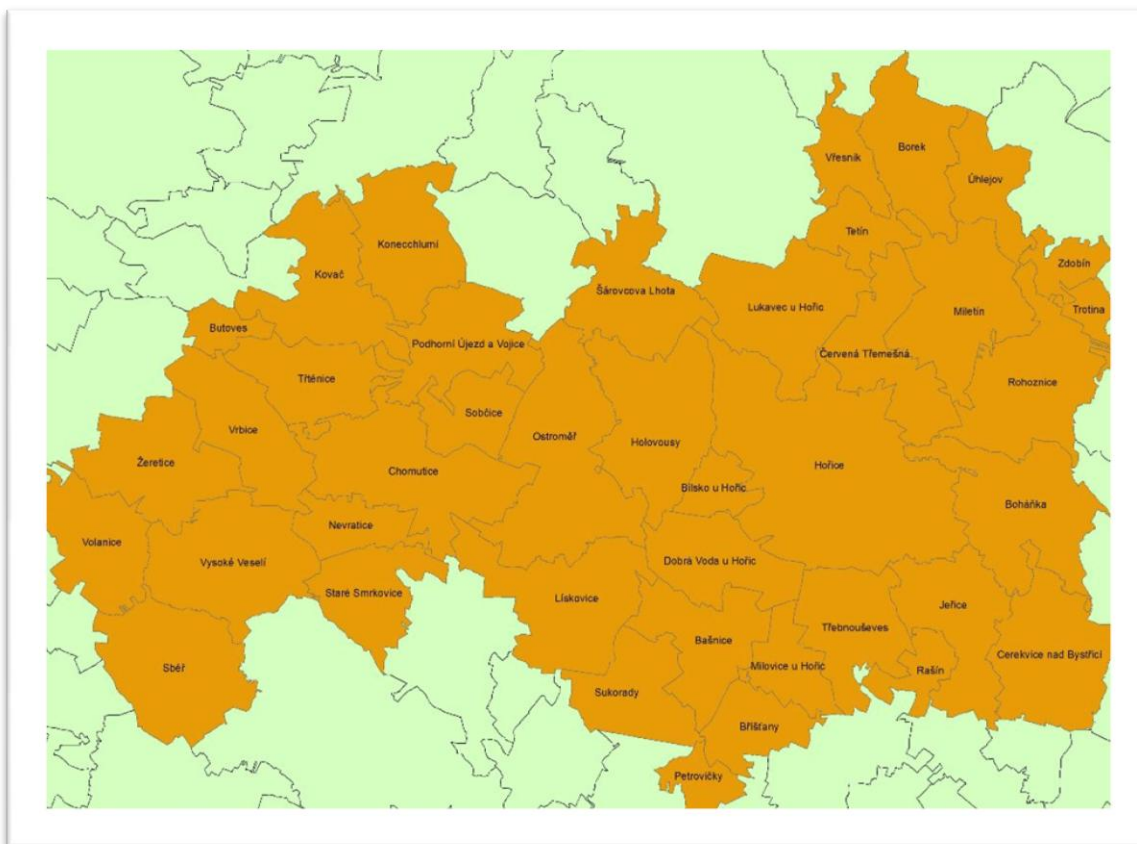 Vřesník
Borek
Úhlejov
Konecchlumí
Tetín
Kovač
Zdobín
Šárovcova Lhota
Lukavec u Hořic
Miletín
Trotina
Butoves
Podhorní Újezd a Vojice
Červená Třemešná
Třtěnice
Rohoznice
Sobčice
Vrbice
Ostroměř
Holovousy
Žeretice
Chomutice
Hořice
Bílsko u Hořic
Boháňka
Nevratice
Volanice
Vysoké Veselí
Dobrá Voda u Hořic
Staré Smrkovice
Lískovice
Jeřice
Třebnouševes
Bašnice
Cerekvice nad Bystřicí
Sběř
Milovice u Hořic
Rašín
Sukorady
Bříšťany
Petrovičky